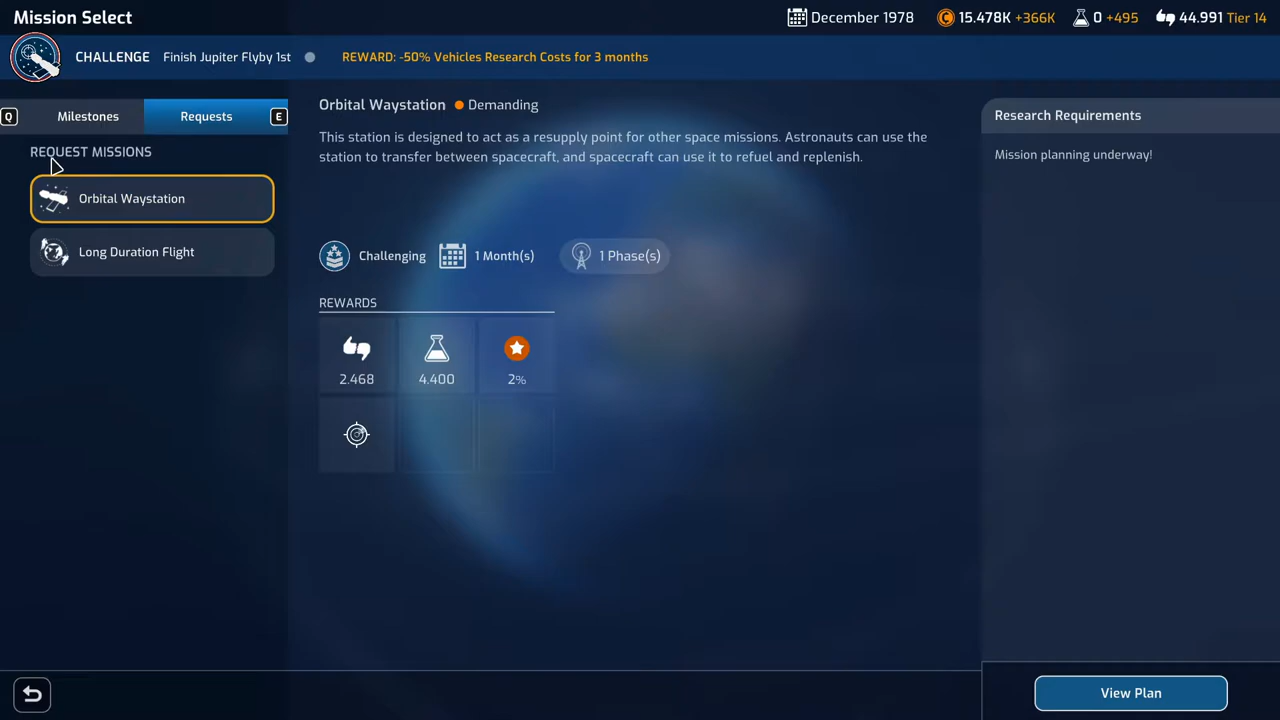 Mission Select
December 1978
15.478K +366K
0 +495
44.991 Tier 14
CHALLENGE Finish Jupiter Flyby 1st
REWARD: -50% Vehicles Research Costs for 3 months
Q Milestones Requests E
REQUEST MISSIONS
Orbital Waystation
Long Duration Flight
Orbital Waystation Demanding
This station is designed to act as a resupply point for other space missions. Astronauts can use the
station to transfer between spacecraft, and spacecraft can use it to refuel and replenish.
Challenging 1 Month(s) 1 Phase(s)
REWARDS
2.468 4.400 2%
Research Requirements
Mission planning underway!
View Plan